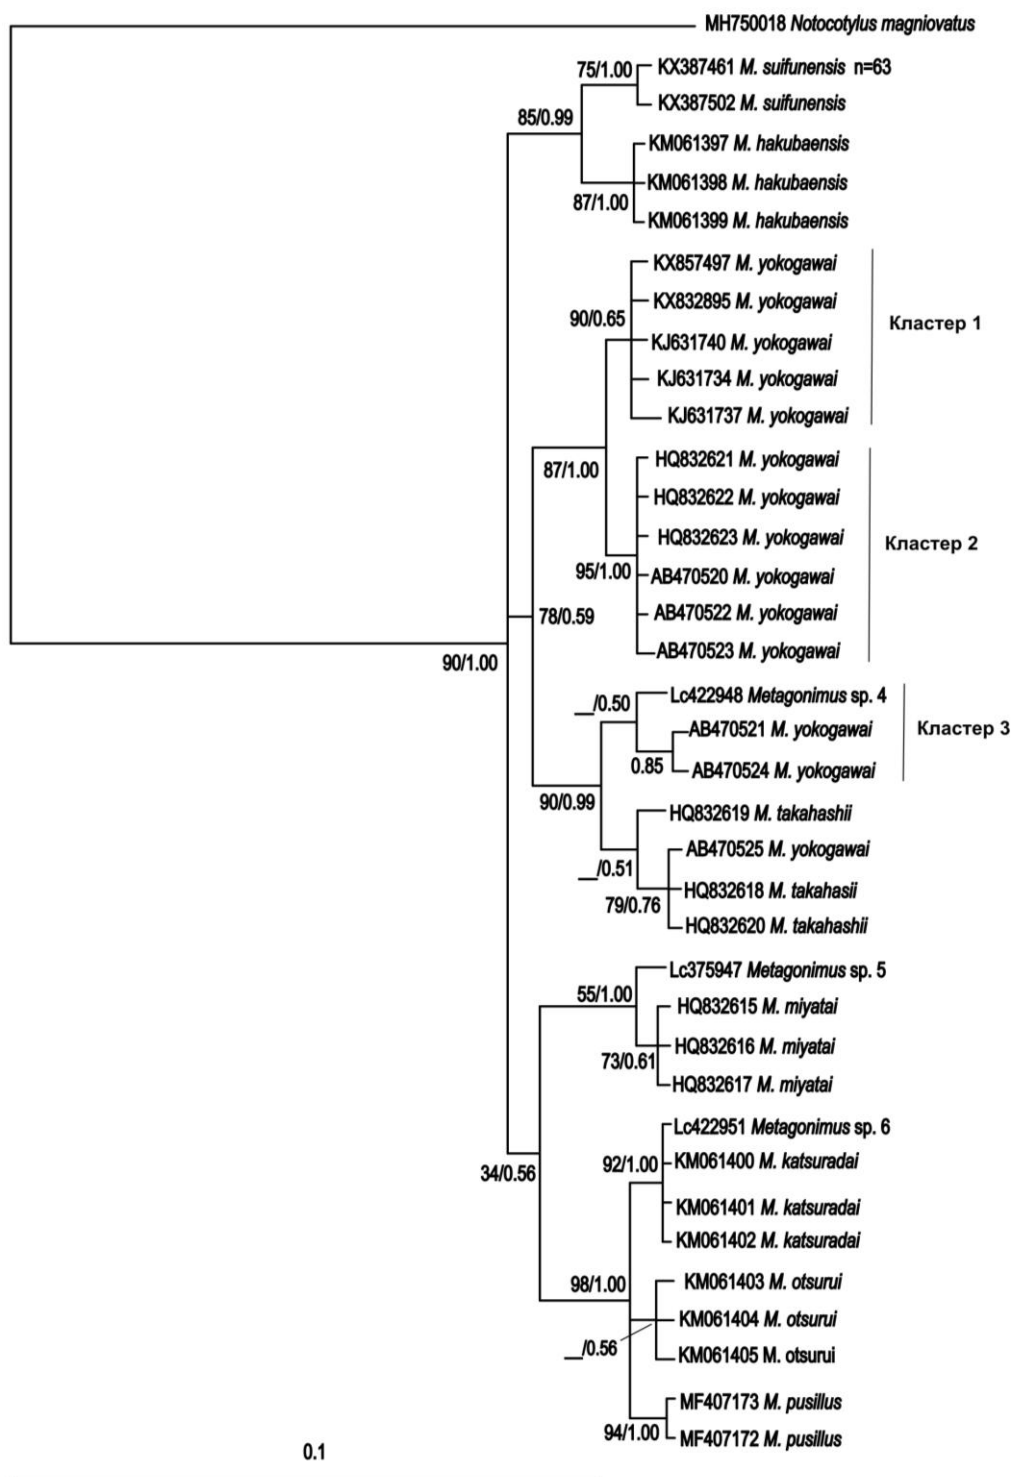 MH750018 Notocotylus magniovatus
75/1.00
KX387461 M. suifunensis n=63
KX387502 M. suifunensis
85/0.99
KM061397 M. hakubaensis
KM061398 M. hakubaensis
87/1.00
KM061399 M. hakubaensis
KX857497 M. yokogawai
KX832895 M. yokogawai
90/0.65
Кластер 1
KJ631740 M. yokogawai
KJ631734 M. yokogawai
KJ631737 M. yokogawai
HQ832621 M. yokogawai
87/1.00
HQ832622 M. yokogawai
HQ832623 M. yokogawai
Кластер 2
95/1.00
AB470520 M. yokogawai
AB470522 M. yokogawai
78/0.59
AB470523 M. yokogawai
90/1.00
Lc422948 Metagonimus sp. 4
__/0.50
AB470521 M. yokogawai
Кластер 3
0.85
AB470524 M. yokogawai
90/0.99
HQ832619 M. takahashii
AB470525 M. yokogawai
__/0.51
HQ832618 M. takahasii
79/0.76
HQ832620 M. takahashii
Lc375947 Metagonimus sp. 5
55/1.00
HQ832615 M. miyatai
HQ832616 M. miyatai
73/0.61
HQ832617 M. miyatai
Lc422951 Metagonimus sp. 6
92/1.00
KM061400 M. katsuradai
34/0.56
KM061401 M. katsuradai
KM061402 M. katsuradai
98/1.00
KM061403 M. otsurui
KM061404 M. otsurui
__/0.56
KM061405 M. otsurui
MF407173 M. pusillus
94/1.00
MF407172 M. pusillus
0.1